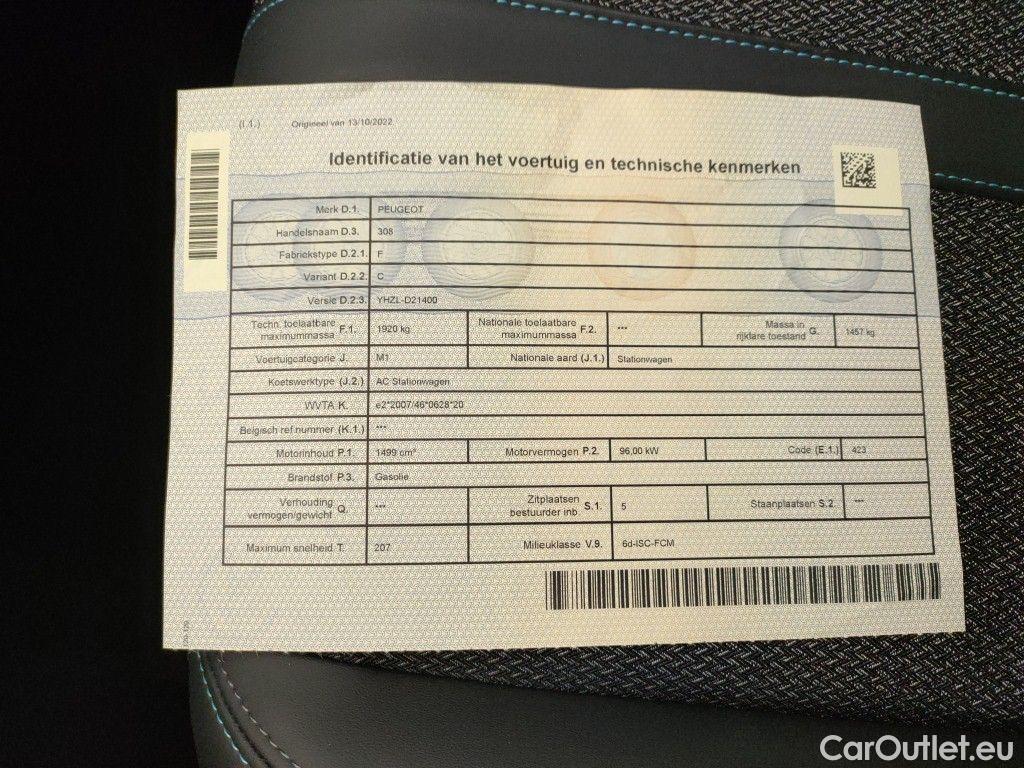 (I.1.) Origineel van 13/10/2022
Identificatie van het voertuig en technische kenmerken
Merk D.1. PEUGEOT
Handelsnaam D.3. 308
Fabriekstype D.2.1. F
Variant D.2.2. C
Versie D.2.3. YHZL-D21400
Techn. toelaatbare maximummassa F.1. 1920 kg Nationale toelaatbare maximummassa F.2. --- Massa in rijklare toestand G. 1457 kg
Voertuigcategorie J. M1 Nationale aard (J.1.) Stationwagen
Koetswerktype (J.2.) AC Stationwagen
WVTA K. e2*2007/46*0628*20
Belgisch ref.nummer (K.1.) ---
Motorinhoud P.1. 1499 cm³ Motorvermogen P.2. 96,00 kW Code (E.1.) 423
Brandstof P.3. Gasolie
Verhouding vermogen/gewicht Q. --- Zitplaatsen bestuurder inb. S.1. 5 Staanplaatsen S.2. ---
Maximum snelheid T. 207 Milieuklasse V.9. 6d-ISC-FCM
CarOutlet.eu